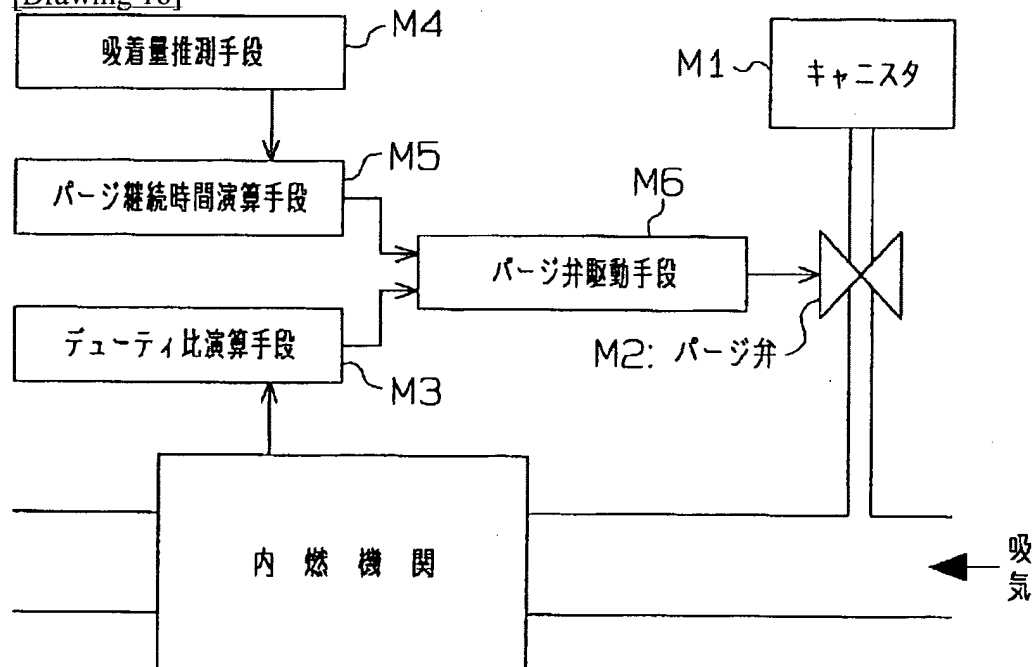 [Drawing 10]
吸着量推測手段
M4
M1
キャニスタ
M5
パージ継続時間演算手段
M6
パージ弁駆動手段
デューティ比演算手段
M2: パージ弁
M3
内燃機関
吸気